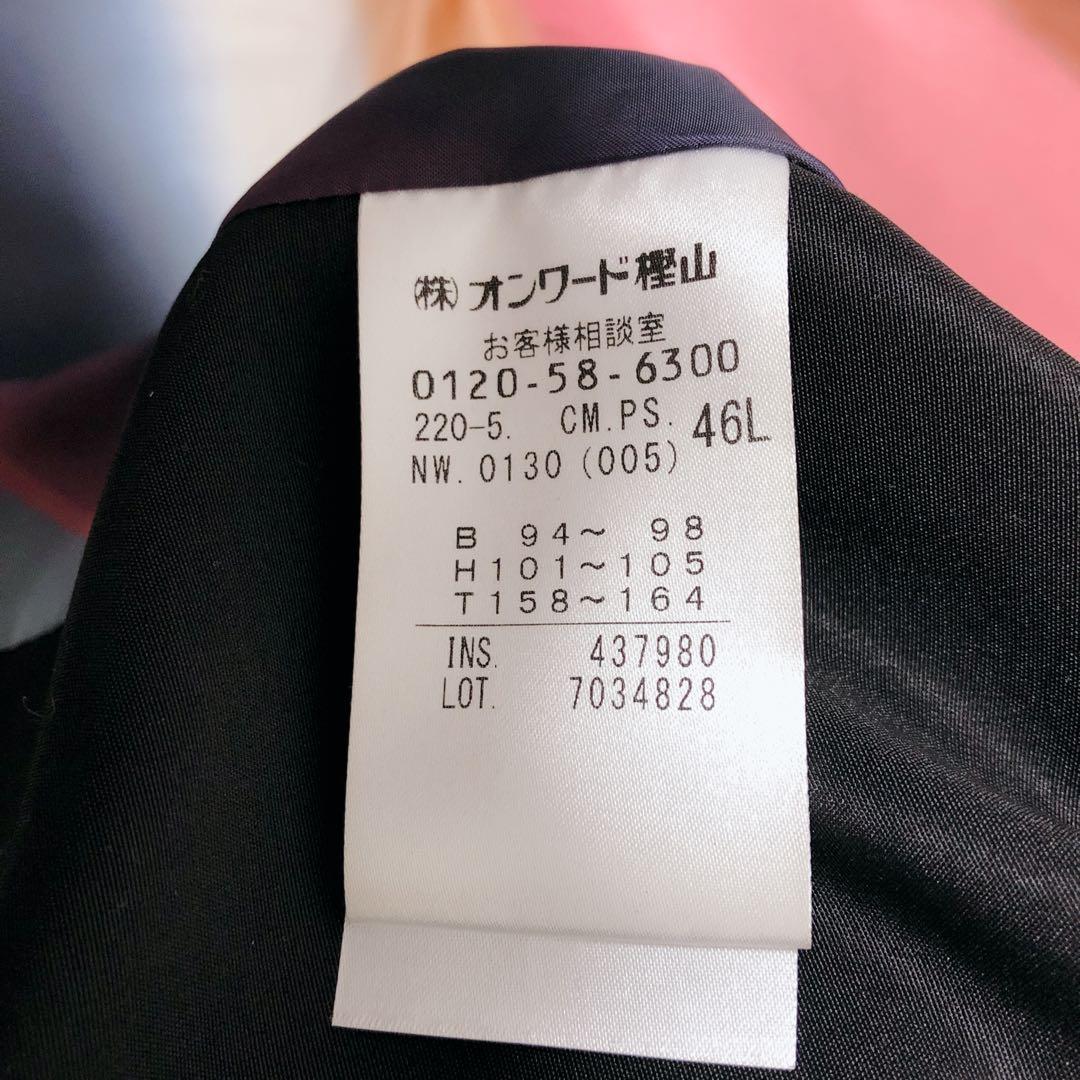 ㈱オンワード樫山
お客様相談室
0120-58-6300
220-5. CM.PS. 46L
NW. 0130 (005)
B 94～ 98
H101～105
T158～164
INS. 437980
LOT. 7034828